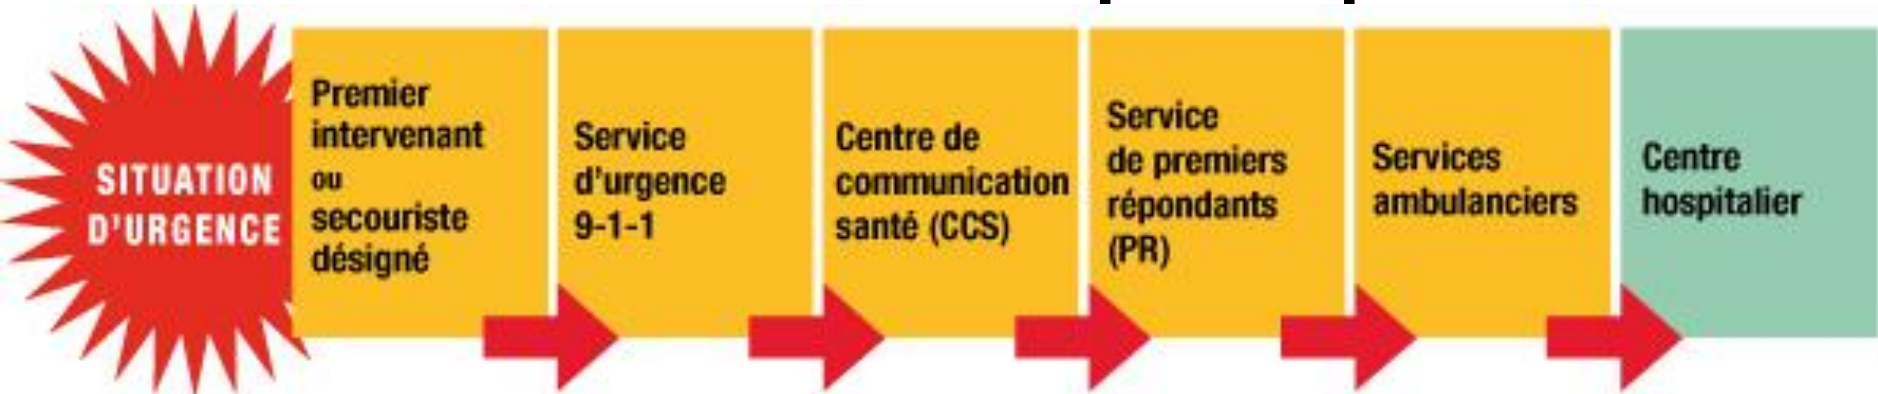 SITUATION
D'URGENCE
Premier
intervenant
ou
secouriste
désigné
Service
d'urgence
9-1-1
Centre de
communication
santé (CCS)
Service
de premiers
répondants
(PR)
Services
ambulanciers
Centre
hospitalier